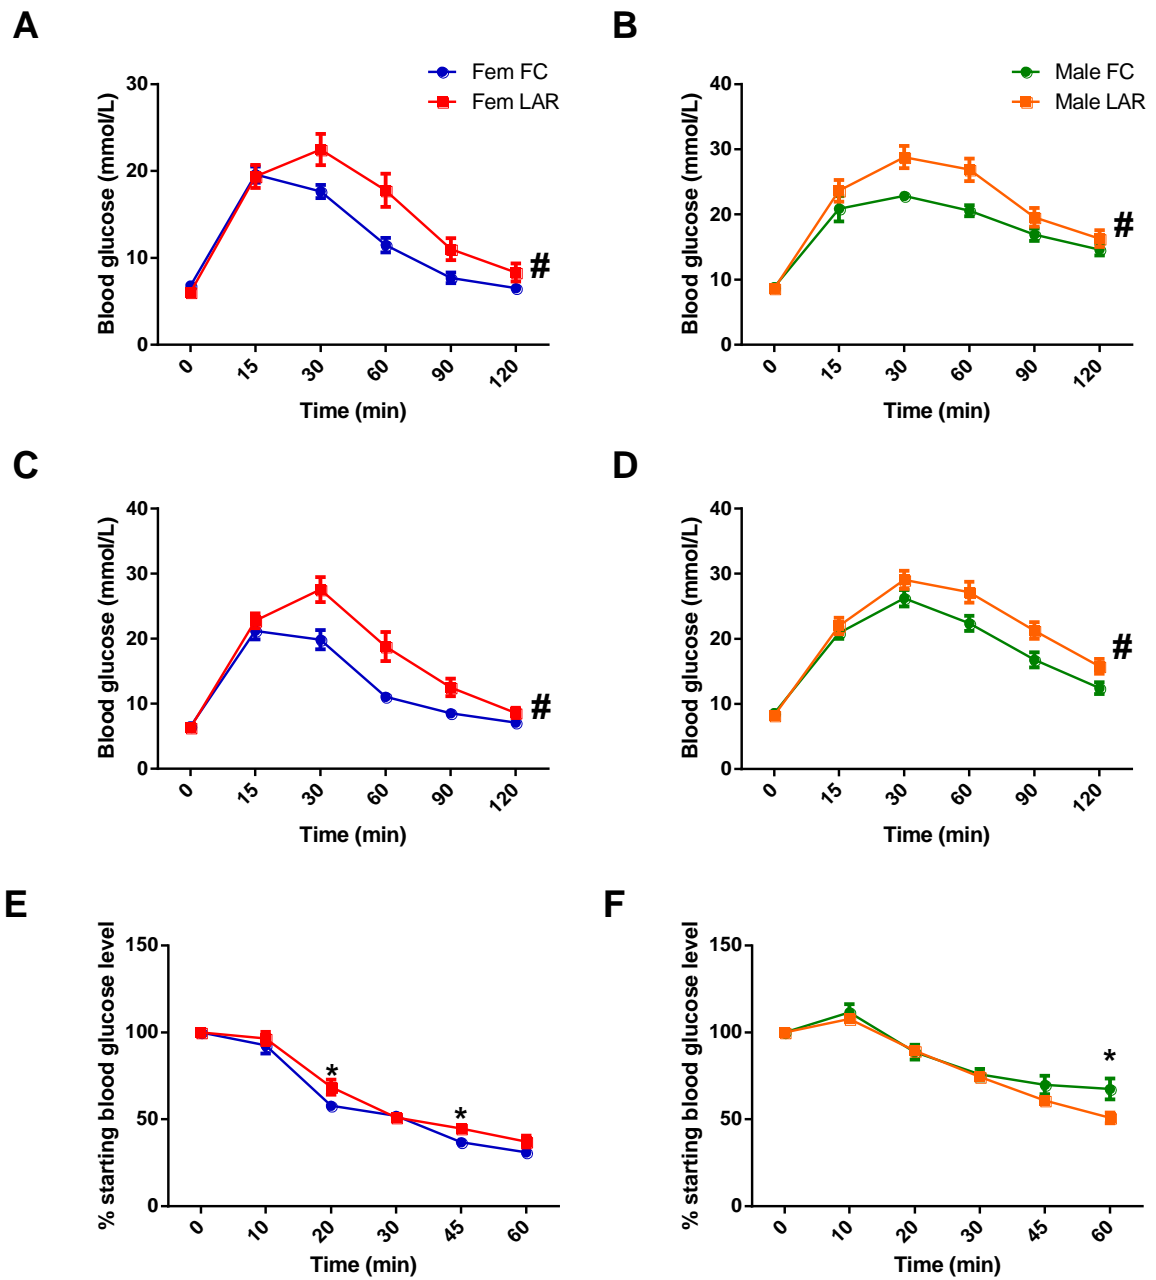 A
Fem FC
Fem LAR
Blood glucose (mmol/L)
30
20
10
0
0 15 30 60 90 120
#
Time (min)
B
Male FC
Male LAR
Blood glucose (mmol/L)
40
30
20
10
0
0 15 30 60 90 120
#
Time (min)
C
Blood glucose (mmol/L)
40
30
20
10
0
0 15 30 60 90 120
#
Time (min)
D
Blood glucose (mmol/L)
40
30
20
10
0
0 15 30 60 90 120
#
Time (min)
E
% starting blood glucose level
150
100
50
0
* *
0 10 20 30 45 60
Time (min)
F
% starting blood glucose level
150
100
50
0
*
0 10 20 30 45 60
Time (min)